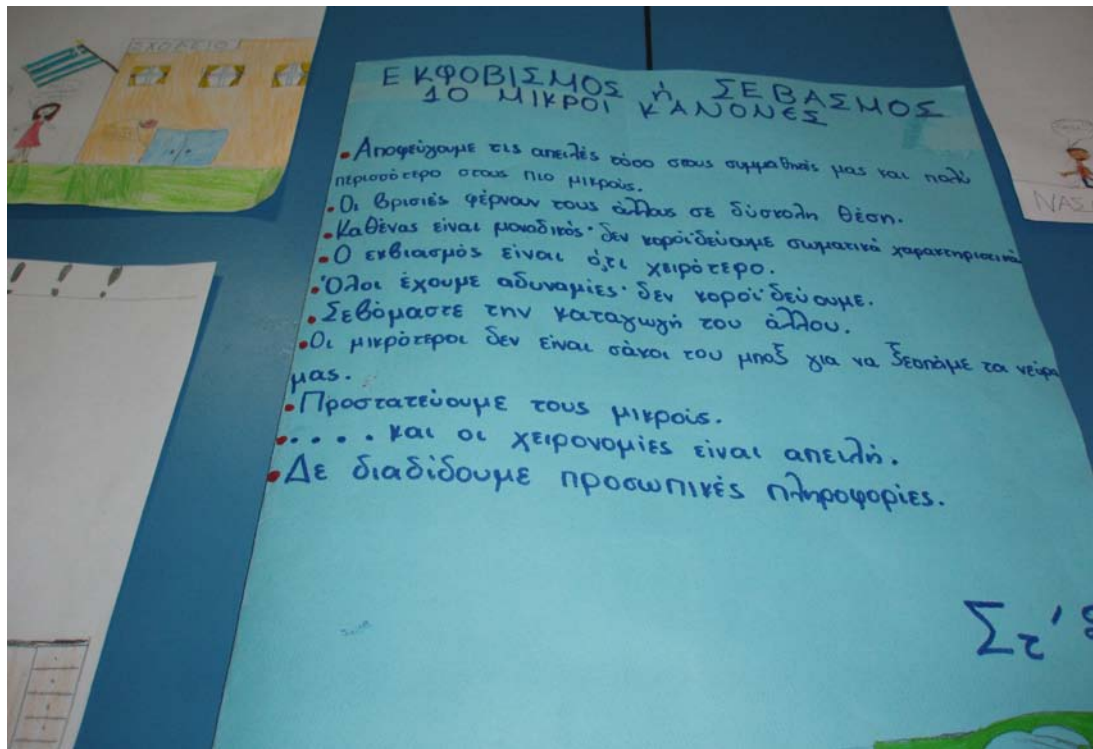 ΣΧΟΛΕΙΟ
ΕΚΦΟΒΙΣΜΟΣ ή ΣΕΒΑΣΜΟΣ
10 ΜΙΚΡΟΙ ΚΑΝΟΝΕΣ
• Αποφεύγουμε τις απειλές τόσο στους συμμαθητές μας και πολύ
περισσότερο στους πιο μικρούς.
• Οι βρισιές φέρνουν τους άλλους σε δύσκολη θέση.
• Καθένας είναι μοναδικός· δεν κοροϊδεύουμε σωματικά χαρακτηριστικά
• Ο εκβιασμός είναι ό,τι χειρότερο.
• Όλοι έχουμε αδυναμίες· δεν κοροϊδεύουμε.
• Σεβόμαστε την καταγωγή του άλλου.
• Οι μικρότεροι δεν είναι σάκοι του μποξ για να ξεσπάμε τα νεύρα
μας.
• Προστατεύουμε τους μικρούς.
• .... και οι χειρονομίες είναι απειλή.
• Δε διαδίδουμε προσωπικές πληροφορίες.
Στ'
! ! !